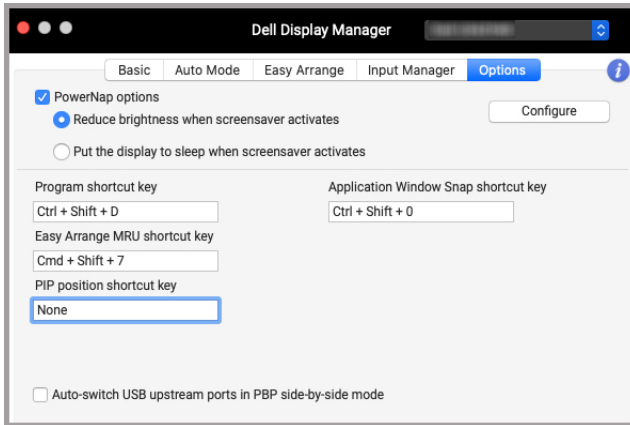 Dell Display Manager
Basic Auto Mode Easy Arrange Input Manager Options
i
PowerNap options
Configure
Reduce brightness when screensaver activates
Put the display to sleep when screensaver activates
Program shortcut key
Application Window Snap shortcut key
Ctrl + Shift + D
Ctrl + Shift + 0
Easy Arrange MRU shortcut key
Cmd + Shift + 7
PIP position shortcut key
None
Auto-switch USB upstream ports in PBP side-by-side mode